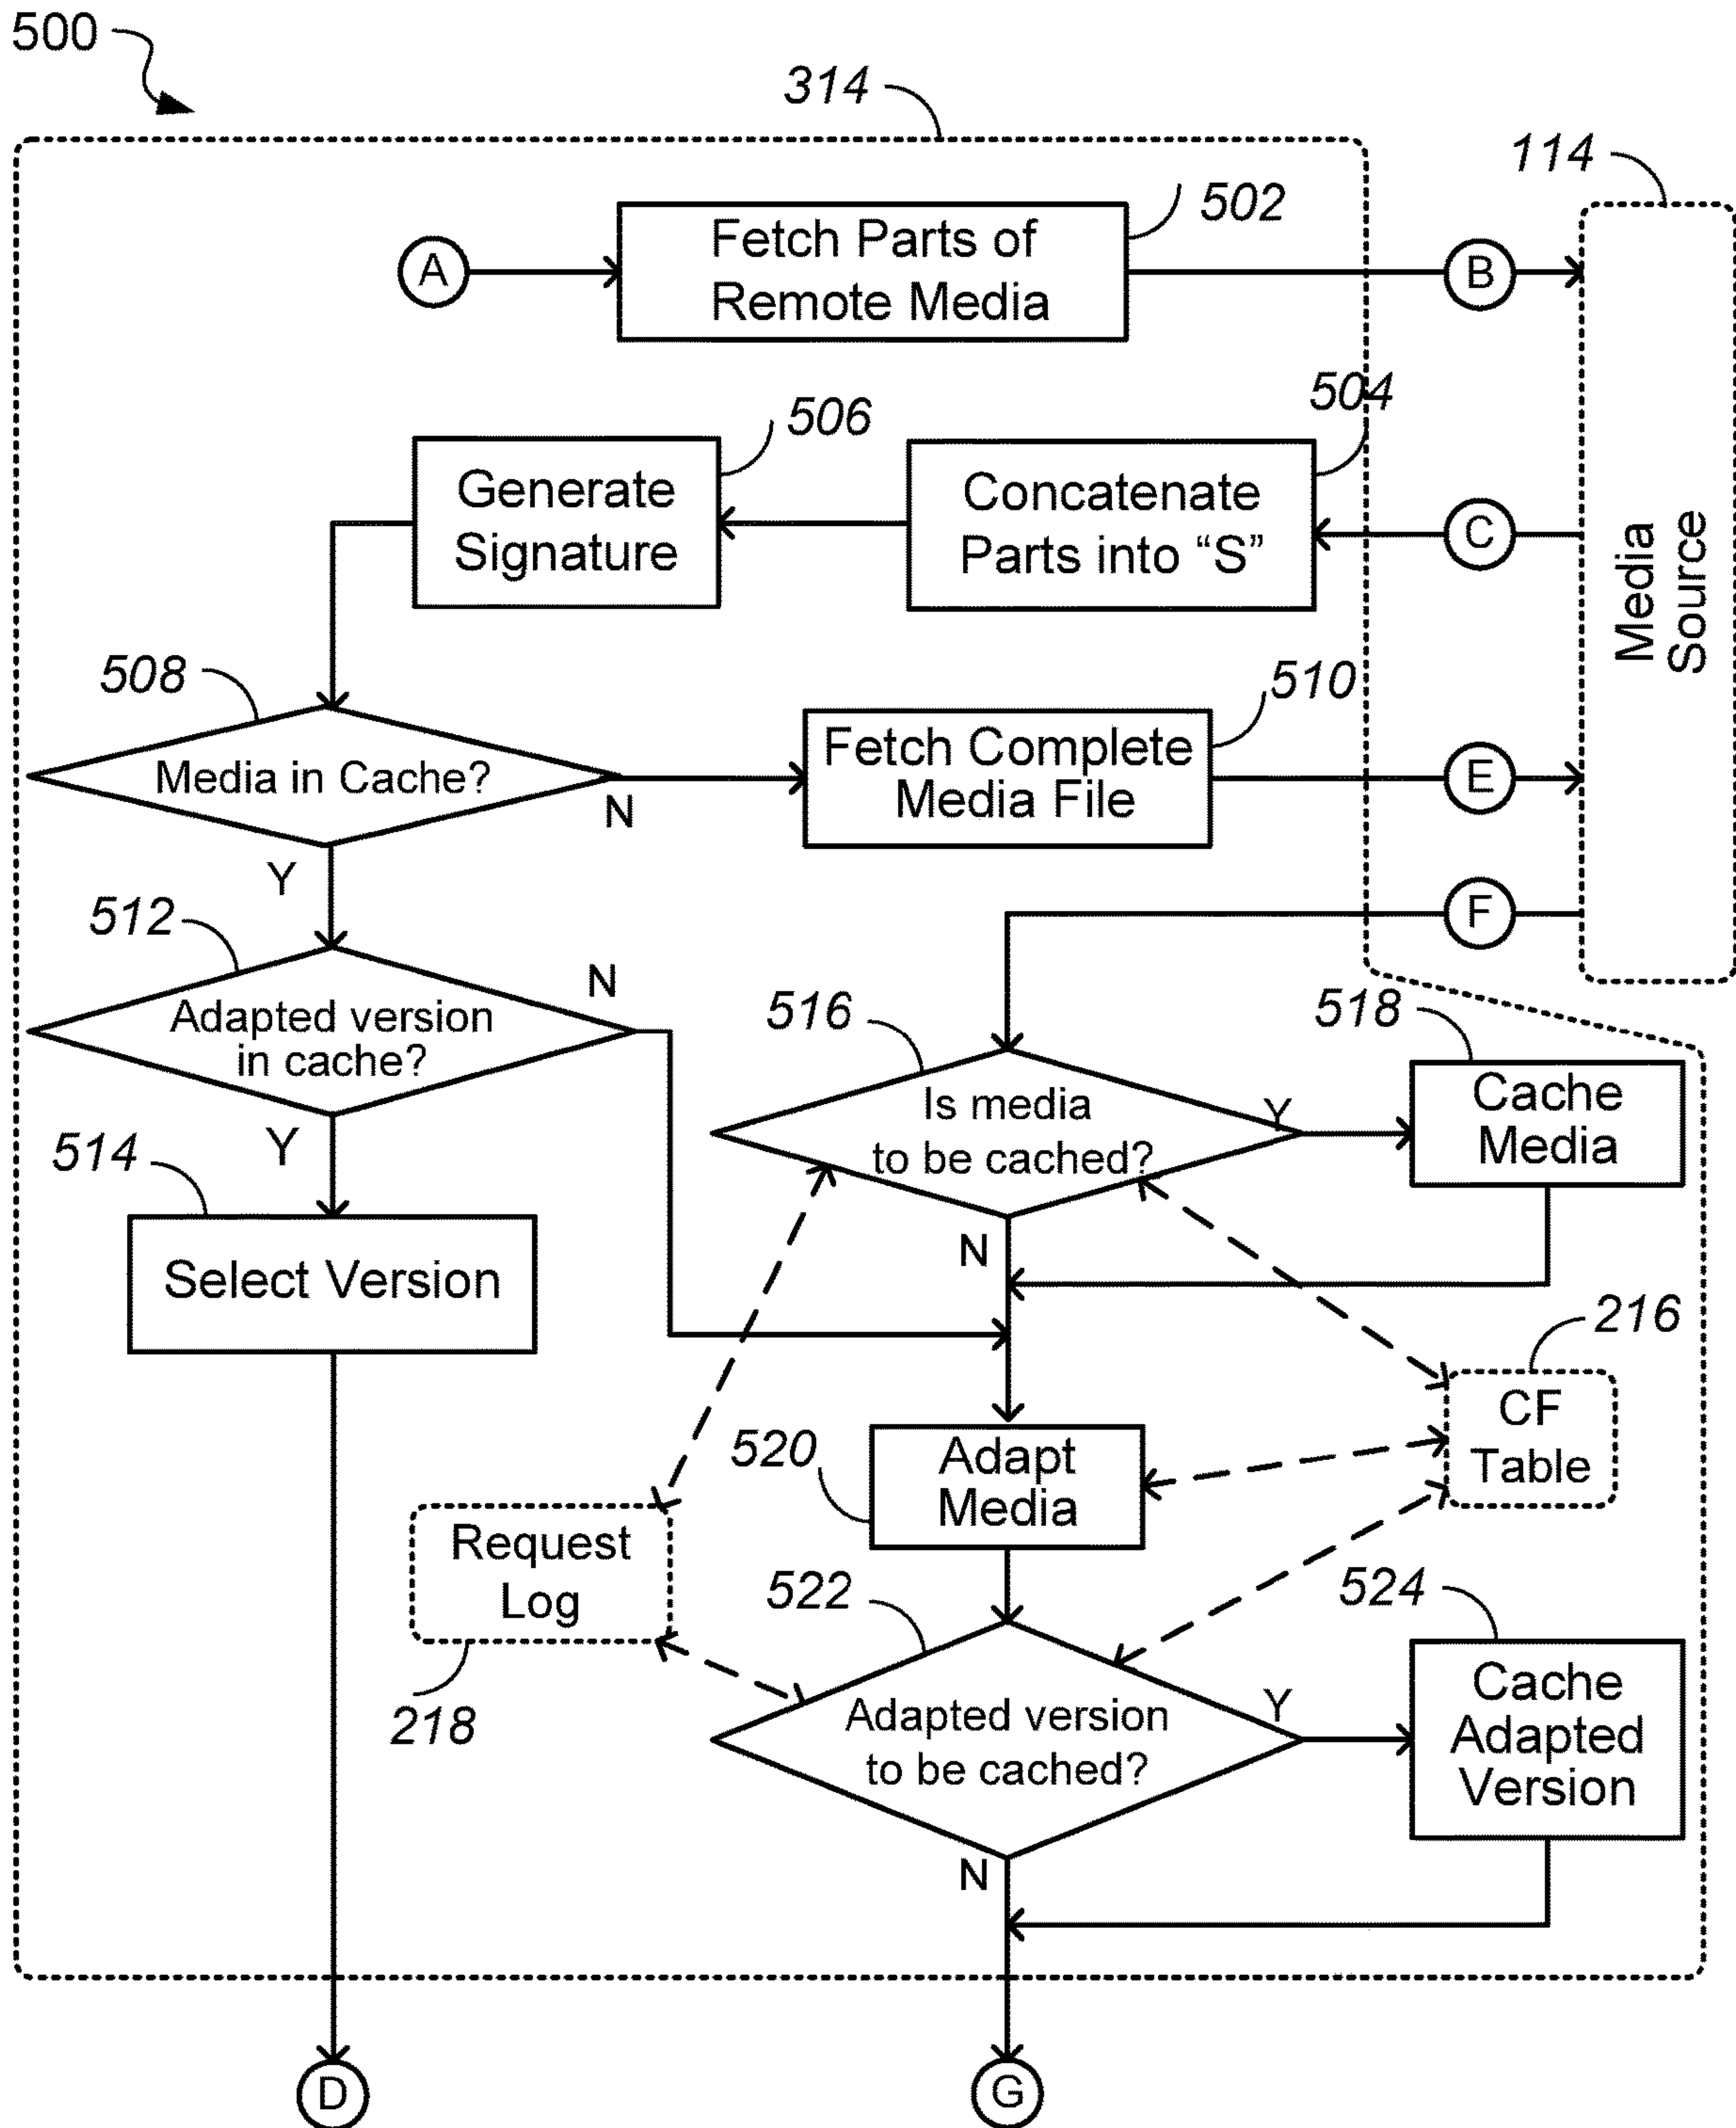 500
314
114
502
Fetch Parts of
Remote Media
A
B
504
506
Generate
Signature
Concatenate
Parts into “S”
C
Media
Source
508
510
Media in Cache?
N
Fetch Complete
Media File
E
Y
512
F
N
Adapted version
in cache?
516
518
Is media
to be cached?
Y
Cache
Media
Y
514
Select Version
N
216
CF
Table
520
Adapt
Media
Request
Log
218
522
524
Adapted version
to be cached?
Y
Cache
Adapted
Version
N
D
G